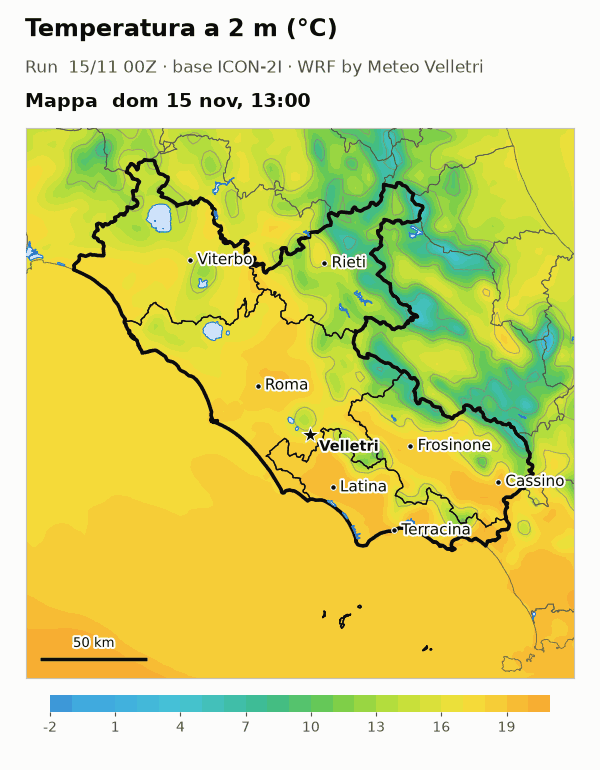 Temperatura a 2 m (°C)
Run  15/11 00Z · base ICON-2I · WRF by Meteo Velletri
Mappa  dom 15 nov, 13:00
Viterbo
Rieti
Roma
Velletri
Frosinone
Latina
Cassino
Terracina
50 km
-2 1 4 7 10 13 16 19